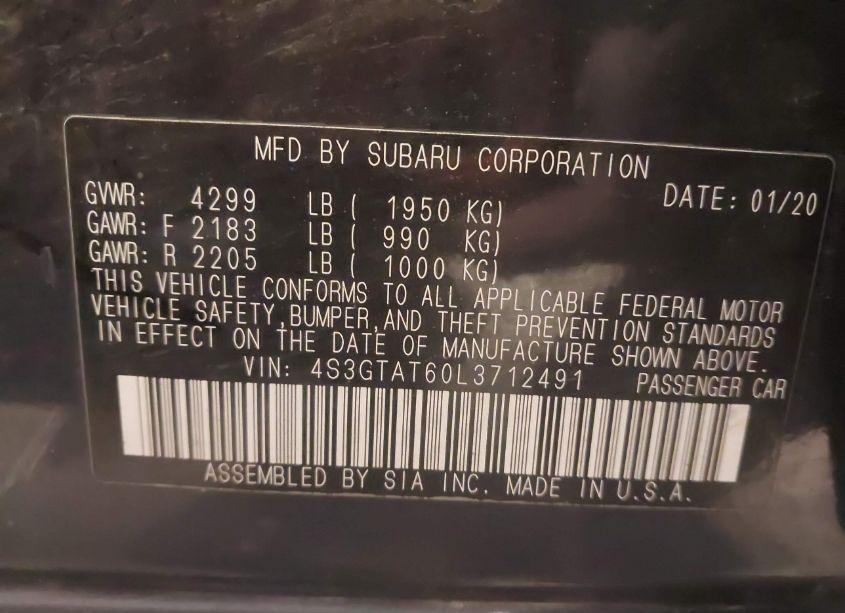 MFD BY SUBARU CORPORATION
GVWR: 4299 LB ( 1950 KG) DATE: 01/20
GAWR: F 2183 LB ( 990 KG)
GAWR: R 2205 LB ( 1000 KG)
THIS VEHICLE CONFORMS TO ALL APPLICABLE FEDERAL MOTOR
VEHICLE SAFETY,BUMPER,AND THEFT PREVENTION STANDARDS
IN EFFECT ON THE DATE OF MANUFACTURE SHOWN ABOVE.
VIN: 4S3GTAT60L3712491 PASSENGER CAR
ASSEMBLED BY SIA INC. MADE IN U.S.A.